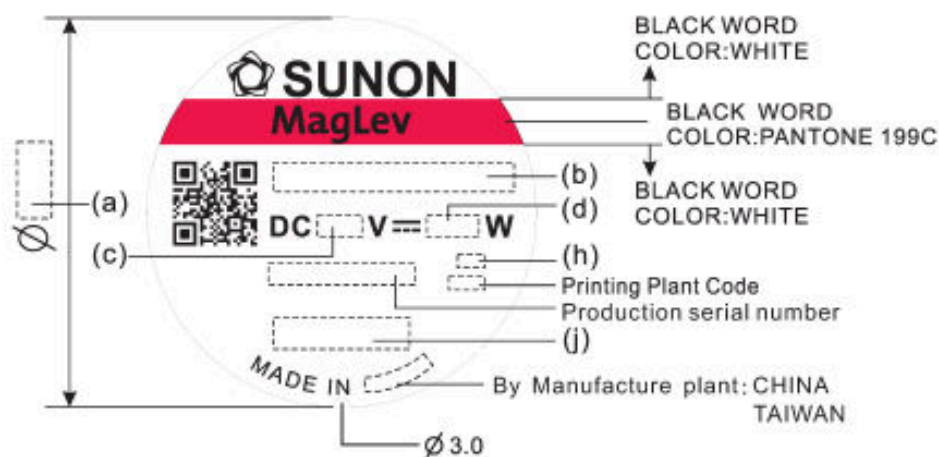 BLACK WORD
COLOR:WHITE
SUNON
MagLev
BLACK WORD
COLOR:PANTONE 199C
(b)
BLACK WORD
COLOR:WHITE
(a)
(d)
DC V W
(c)
(h)
Printing Plant Code
Production serial number
(j)
MADE IN
By Manufacture plant: CHINA
TAIWAN
Ø
Ø 3.0